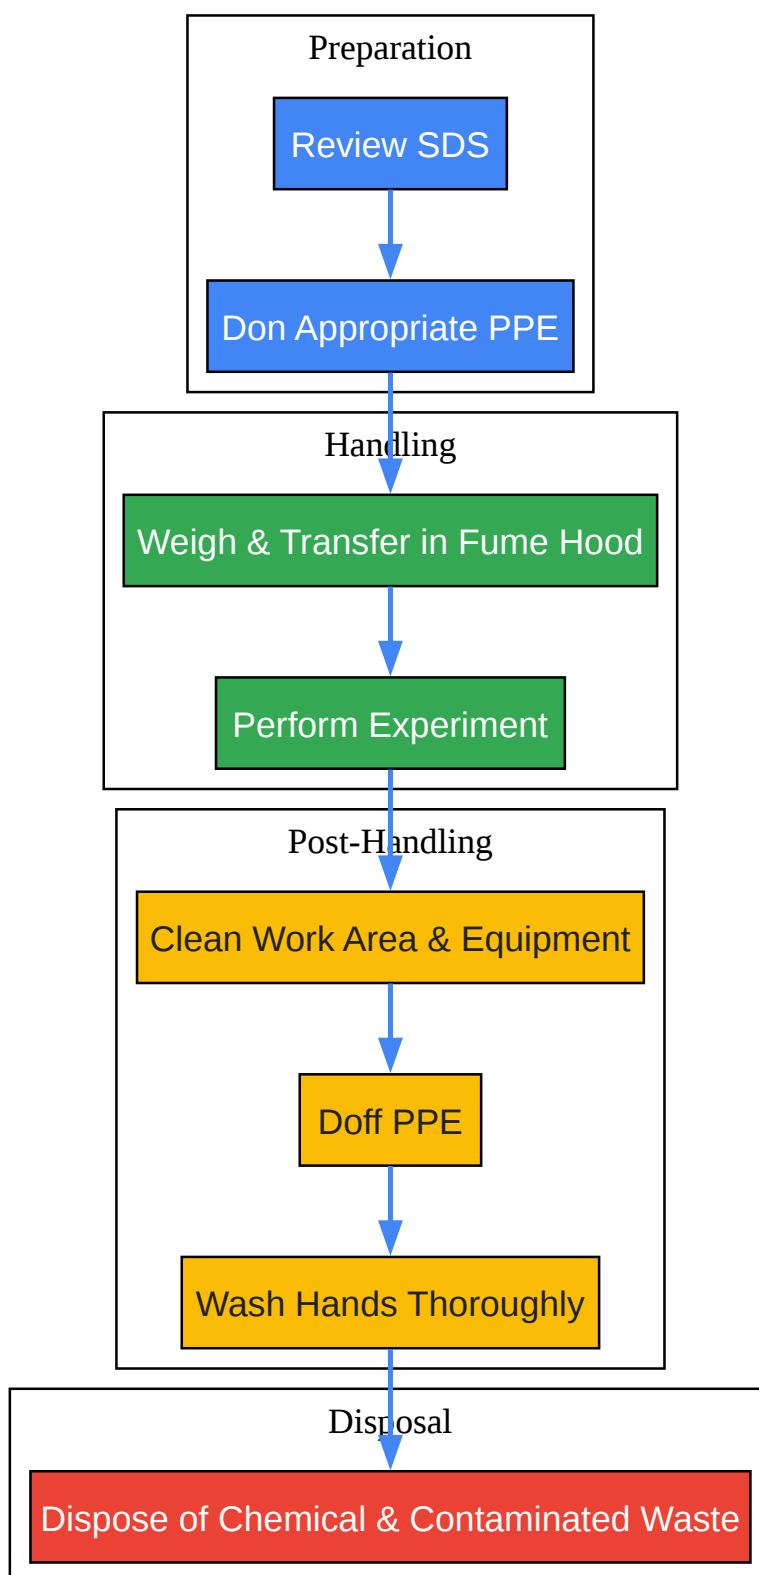 Preparation
Review SDS
Don Appropriate PPE
Handling
Weigh & Transfer in Fume Hood
Perform Experiment
Post-Handling
Clean Work Area & Equipment
Doff PPE
Wash Hands Thoroughly
Disposal
Dispose of Chemical & Contaminated Waste